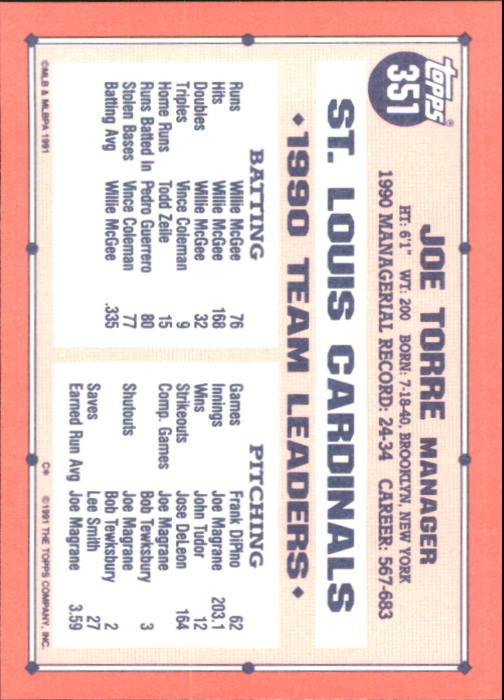 topps®
351
JOE TORRE MANAGER
HT: 6'1" WT: 200 BORN: 7-18-40, BROOKLYN, NEW YORK
1990 MANAGERIAL RECORD: 24-34 CAREER: 567-683
ST. LOUIS CARDINALS
♦ 1990 TEAM LEADERS ♦
BATTING
Runs Willie McGee 76
Hits Willie McGee 168
Doubles Willie McGee 32
Triples Vince Coleman 9
Home Runs Todd Zeile 15
Runs Batted In Pedro Guerrero 80
Stolen Bases Vince Coleman 77
Batting Avg Willie McGee .335
PITCHING
Games Frank DiPino 62
Innings Joe Magrane 203.1
Wins John Tudor 12
Strikeouts Jose DeLeon 164
Comp. Games Joe Magrane
Bob Tewksbury 3
Shutouts Joe Magrane
Bob Tewksbury 2
Saves Lee Smith 27
Earned Run Avg Joe Magrane 3.59
©MLB & MLBPA 1991
C* ©1991 THE TOPPS COMPANY, INC.